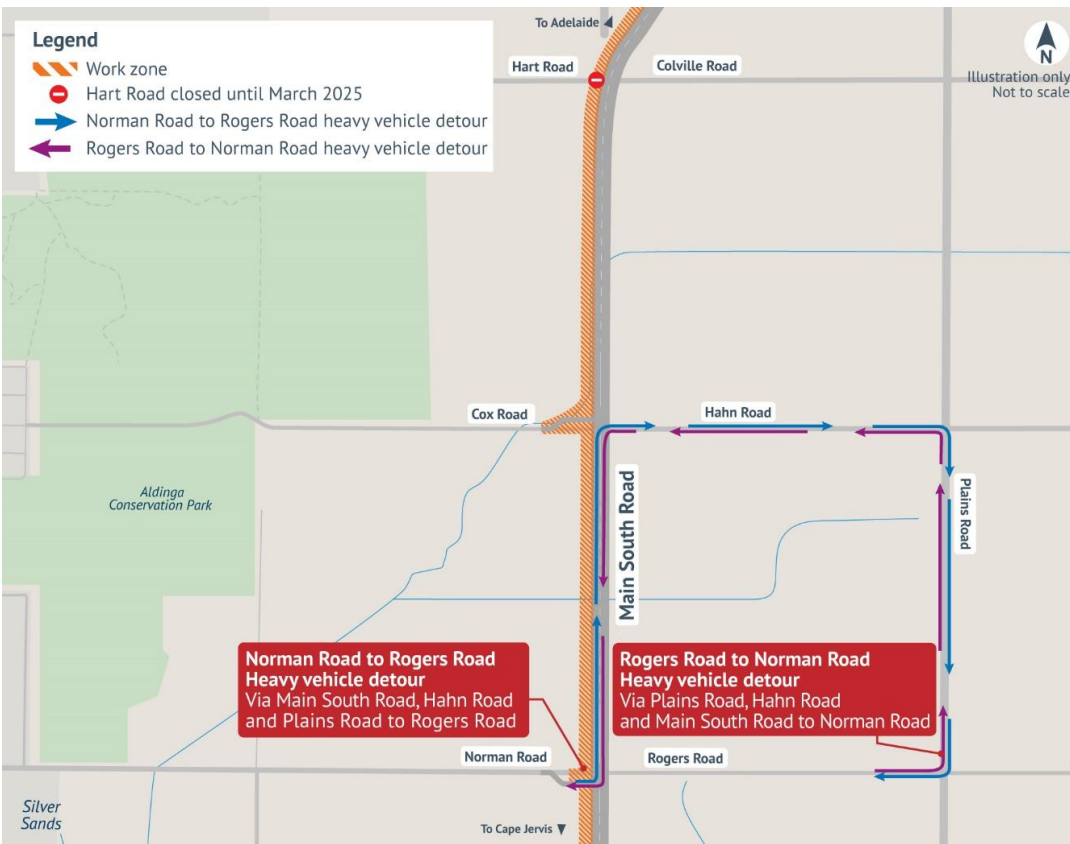 To Adelaide
Legend
Work zone
Hart Road closed until March 2025
Norman Road to Rogers Road heavy vehicle detour
Rogers Road to Norman Road heavy vehicle detour
Hart Road
Colville Road
N
Illustration only
Not to scale
Cox Road
Hahn Road
Aldinga
Conservation Park
Main South Road
Plains Road
Norman Road to Rogers Road
Heavy vehicle detour
Via Main South Road, Hahn Road
and Plains Road to Rogers Road
Rogers Road to Norman Road
Heavy vehicle detour
Via Plains Road, Hahn Road
and Main South Road to Norman Road
Norman Road
Rogers Road
Silver
Sands
To Cape Jervis